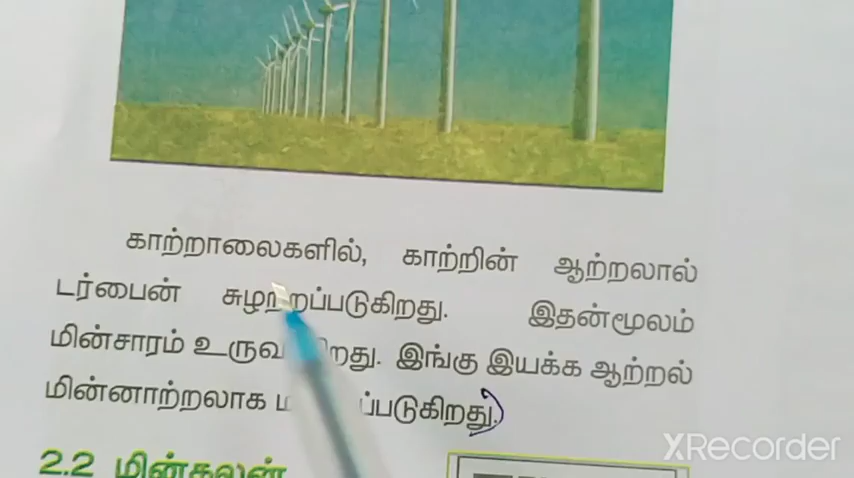 காற்றாலைகளில், காற்றின் ஆற்றலால்
டர்பைன் சுழற்றப்படுகிறது. இதன்மூலம்
மின்சாரம் இங்கு இயக்க ஆற்றல்
மின்னாற்றலாக
2.2 மின்கலன்
XRecorder